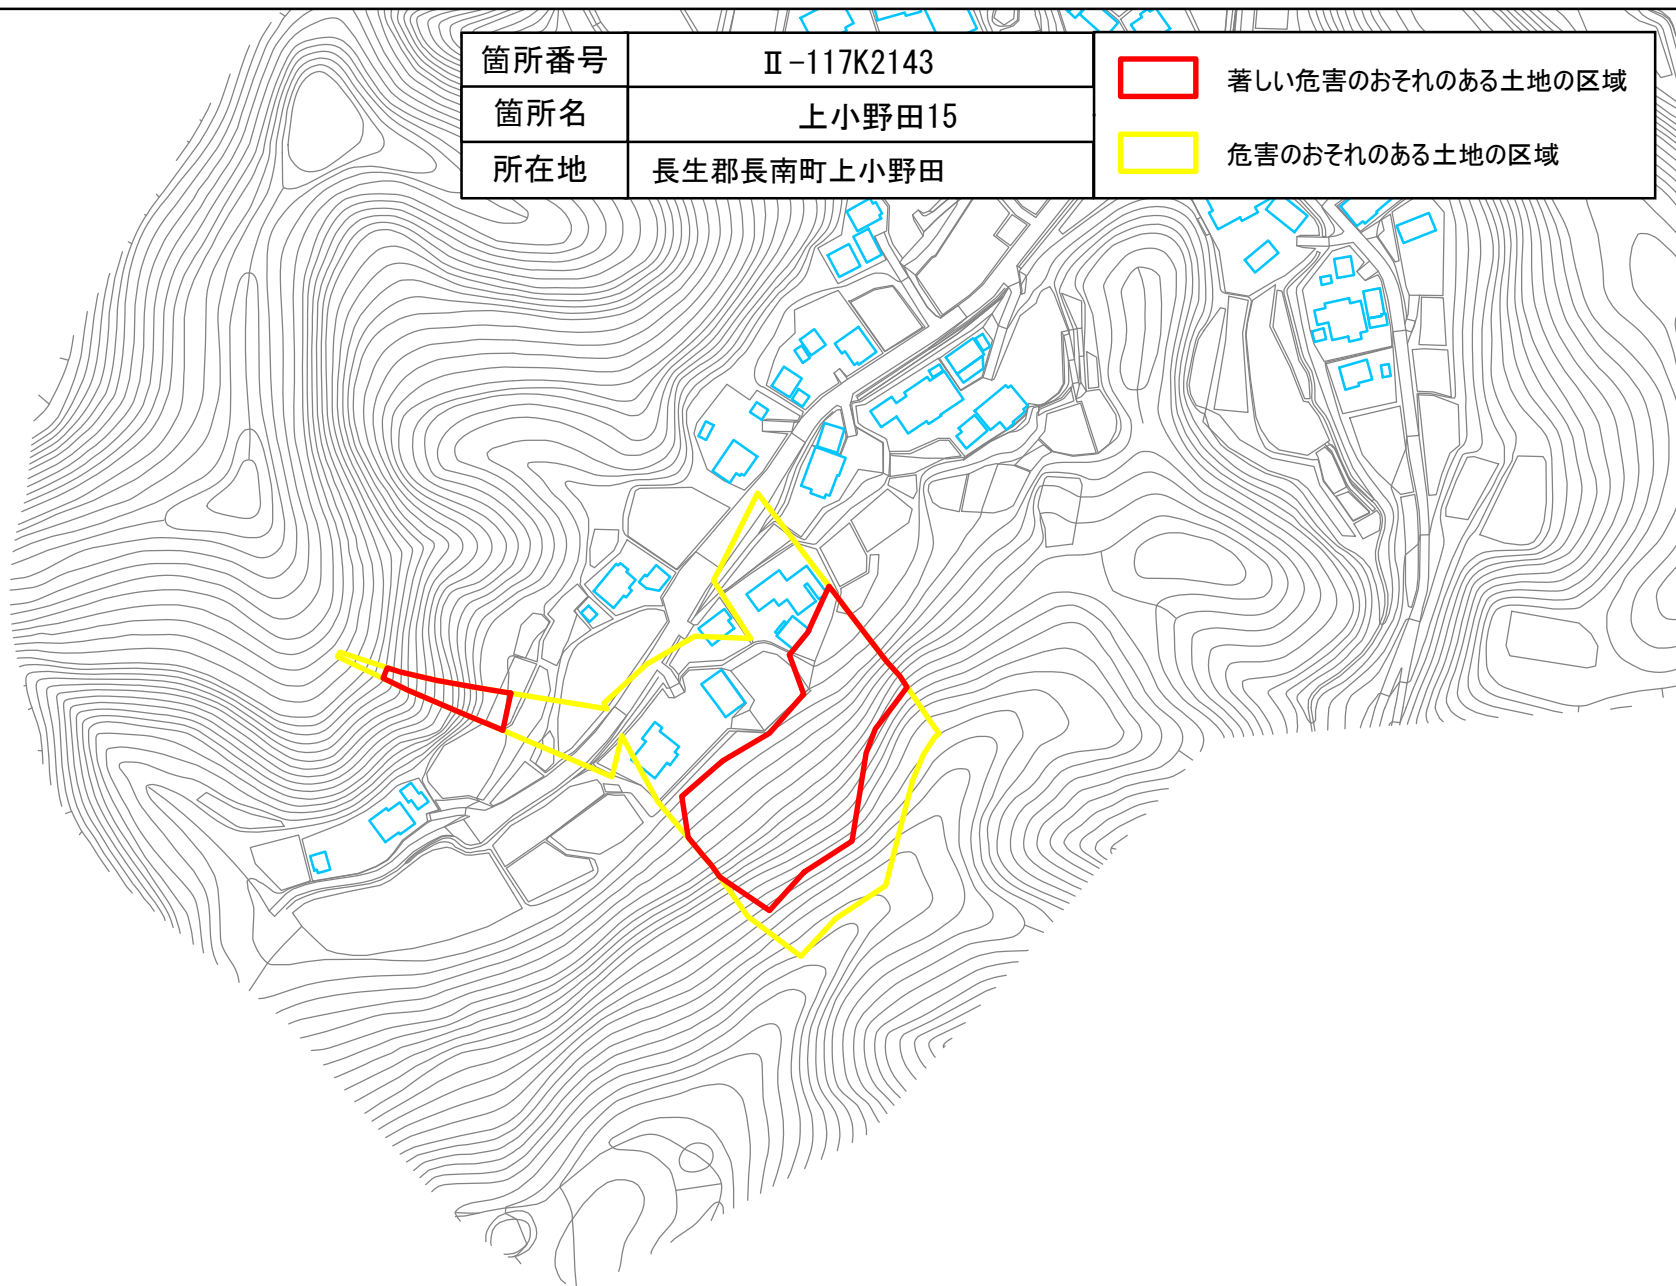 箇所番号 Ⅱ-117K2143
箇所名 上小野田15
所在地 長生郡長南町上小野田
著しい危害のおそれのある土地の区域
危害のおそれのある土地の区域